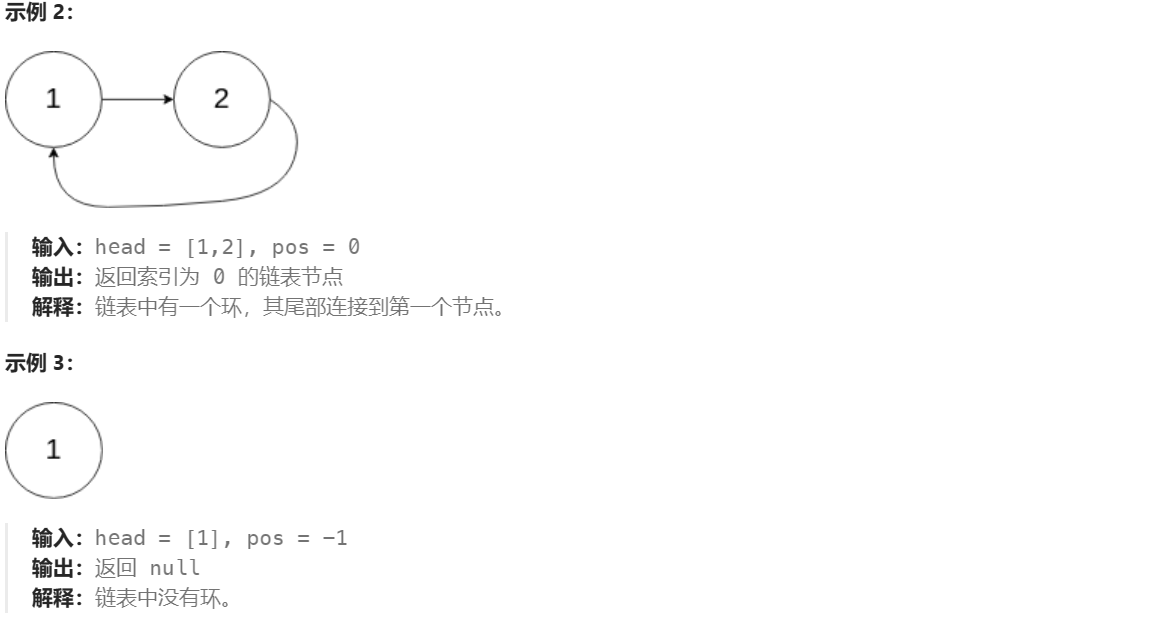 示例 2：
1
2
输入：head = [1,2], pos = 0
输出：返回索引为 0 的链表节点
解释：链表中有一个环，其尾部连接到第一个节点。
示例 3：
1
输入：head = [1], pos = -1
输出：返回 null
解释：链表中没有环。